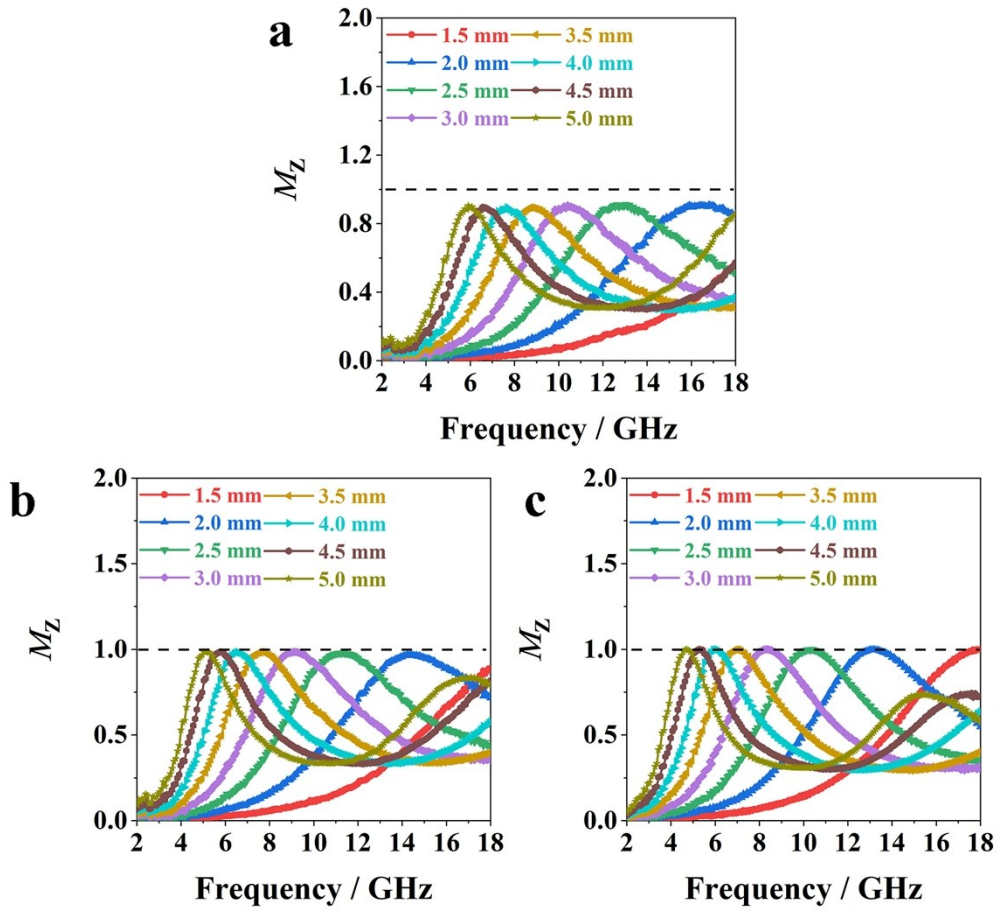 a
2.0
1.6
1.2
0.8
0.4
0.0
M_Z
1.5 mm 3.5 mm
2.0 mm 4.0 mm
2.5 mm 4.5 mm
3.0 mm 5.0 mm
2 4 6 8 10 12 14 16 18
Frequency / GHz
b
2.0
1.5
1.0
0.5
0.0
M_Z
1.5 mm 3.5 mm
2.0 mm 4.0 mm
2.5 mm 4.5 mm
3.0 mm 5.0 mm
2 4 6 8 10 12 14 16 18
Frequency / GHz
c
2.0
1.5
1.0
0.5
0.0
M_Z
1.5 mm 3.5 mm
2.0 mm 4.0 mm
2.5 mm 4.5 mm
3.0 mm 5.0 mm
2 4 6 8 10 12 14 16 18
Frequency / GHz